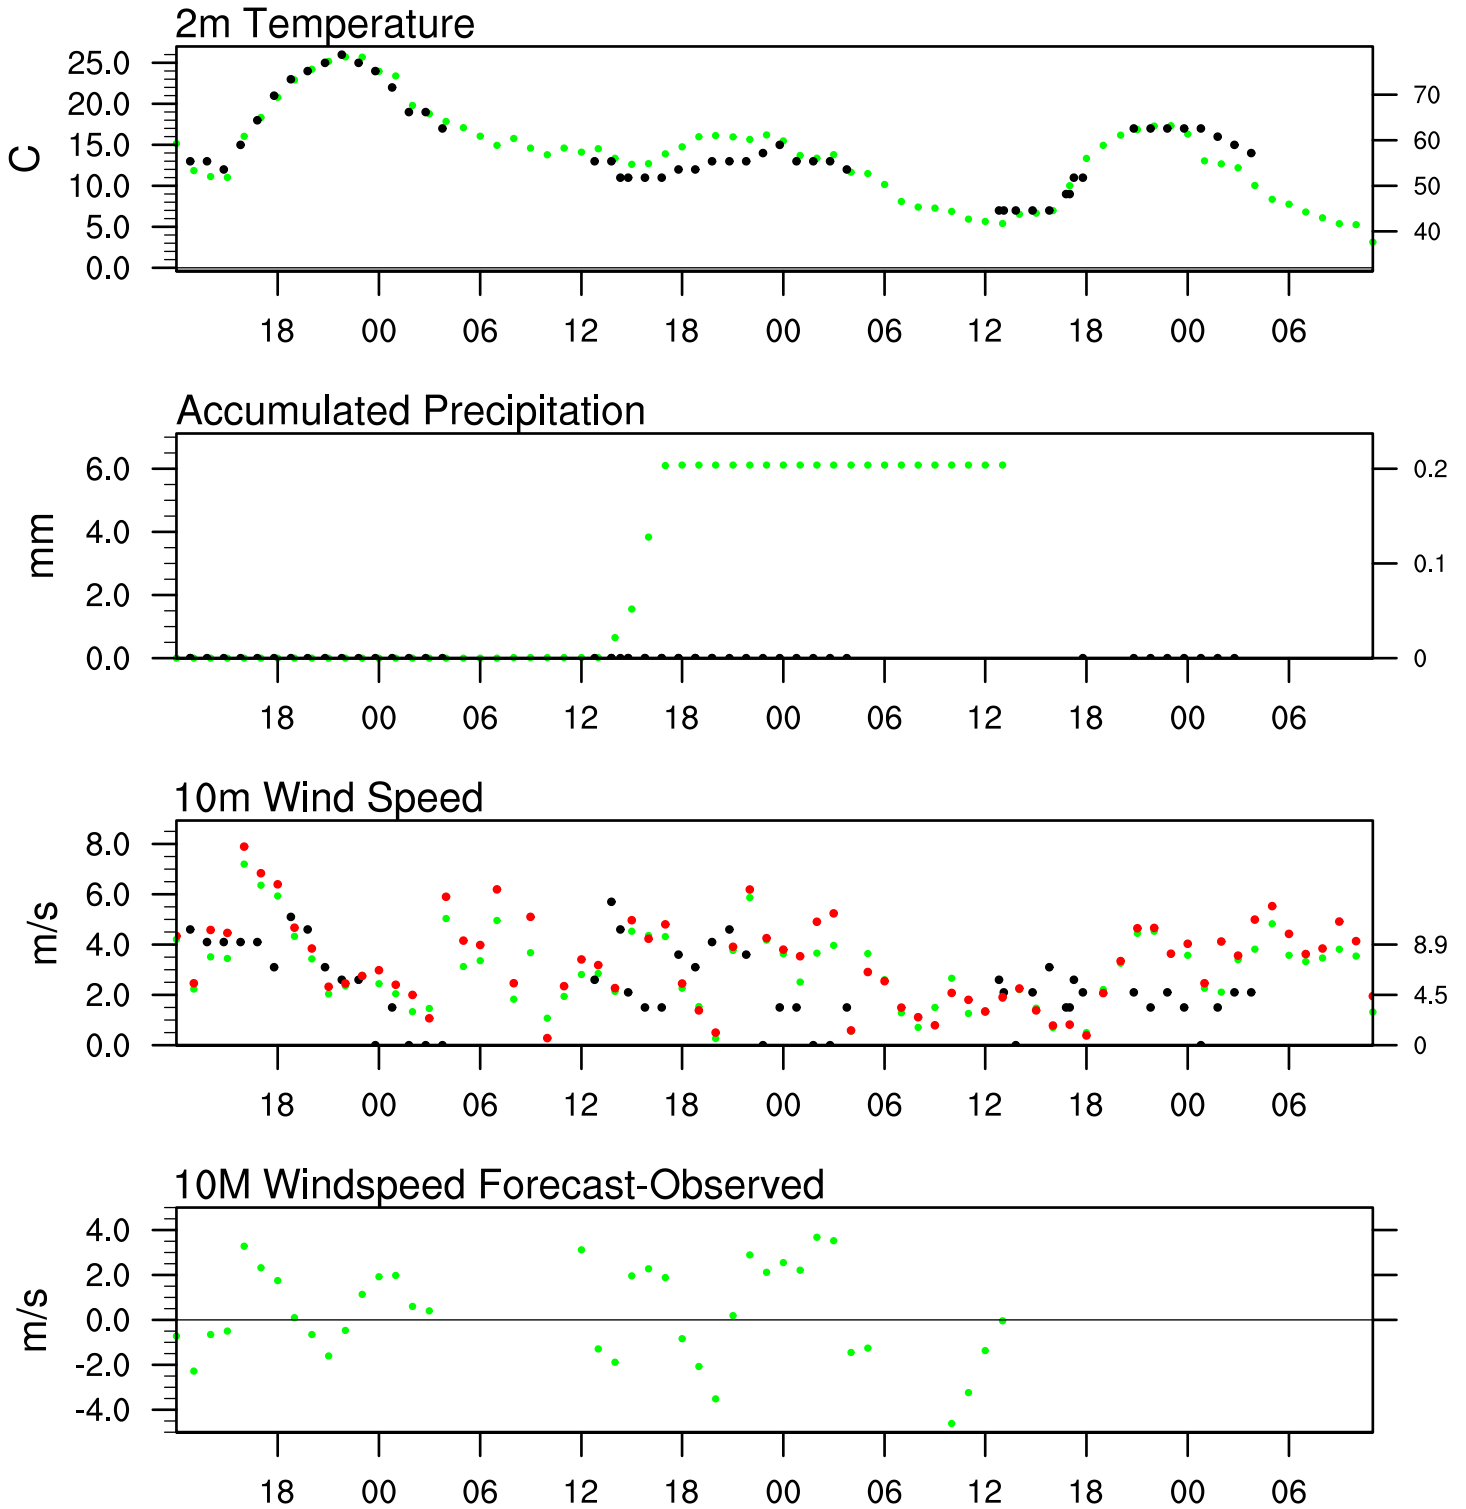 2m Temperature
25.0
20.0
15.0
10.0
5.0
0.0
C
70
60
50
40
18 00 06 12 18 00 06 12 18 00 06
Accumulated Precipitation
6.0
4.0
2.0
0.0
mm
0.2
0.1
0
18 00 06 12 18 00 06 12 18 00 06
10m Wind Speed
8.0
6.0
4.0
2.0
0.0
m/s
8.9
4.5
0
18 00 06 12 18 00 06 12 18 00 06
10M Windspeed Forecast-Observed
4.0
2.0
0.0
-2.0
-4.0
m/s
18 00 06 12 18 00 06 12 18 00 06